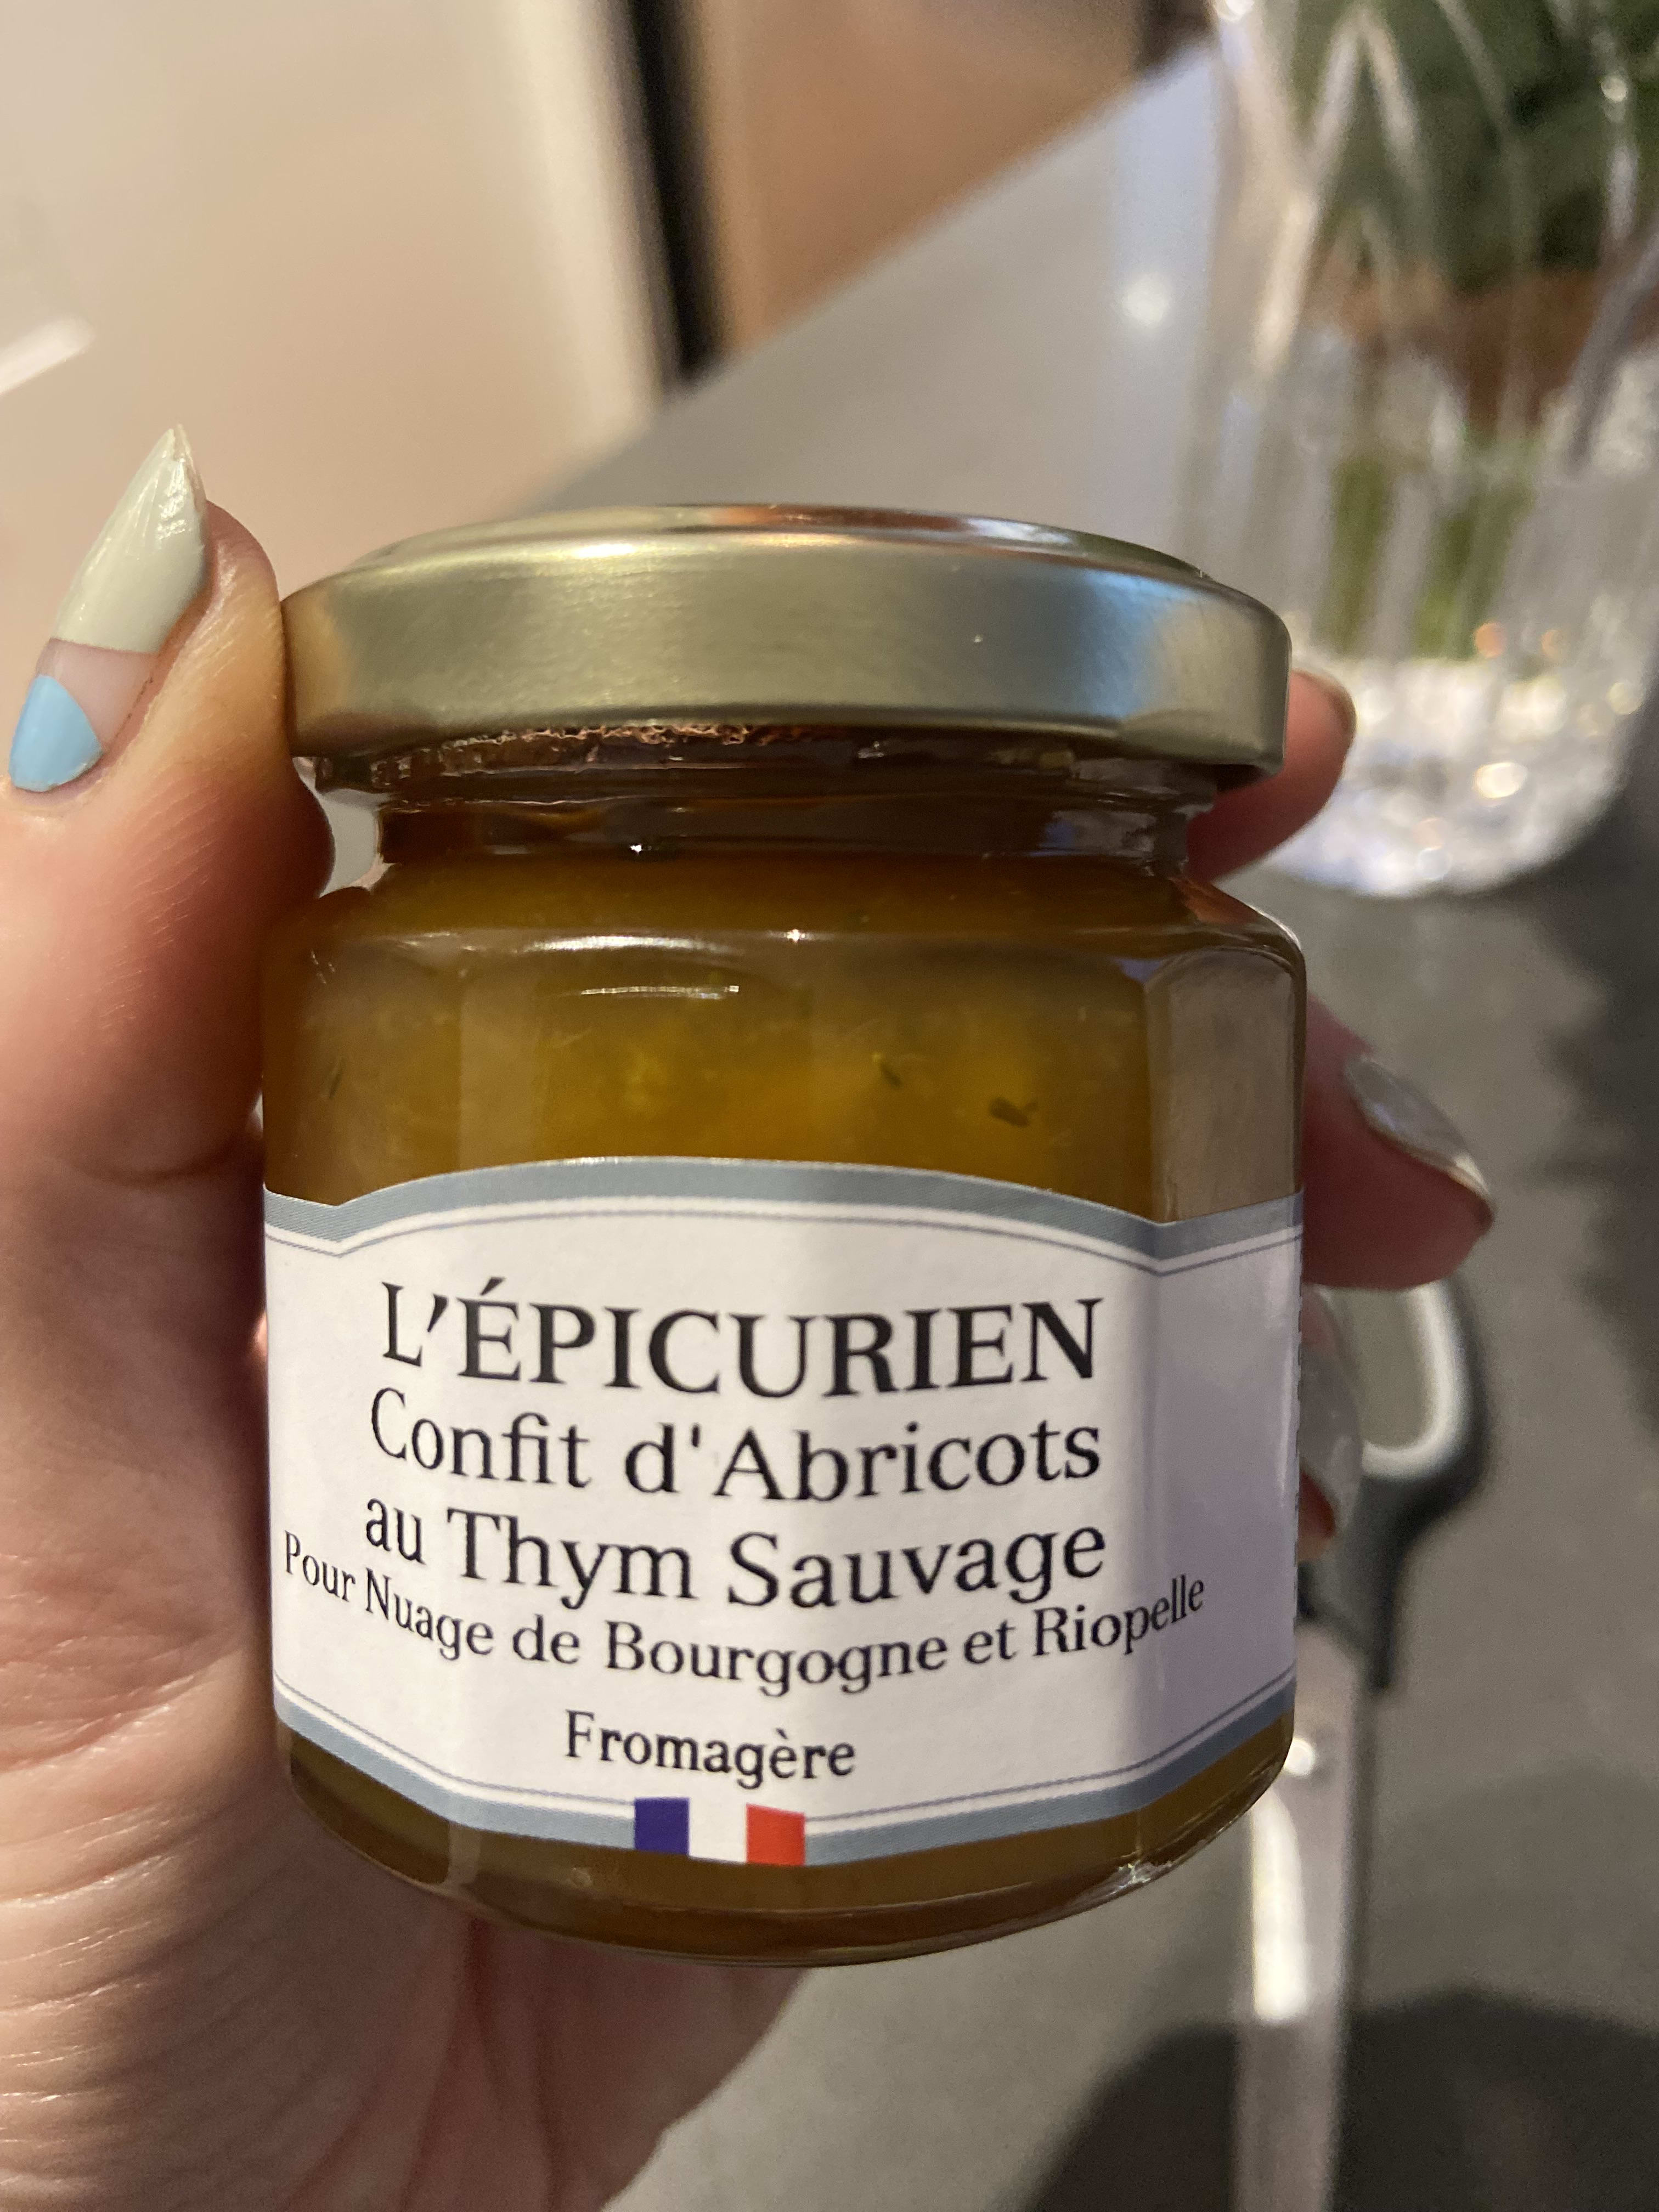 L'ÉPICURIEN
Confit d'Abricots
au Thym Sauvage
Pour Nuage de Bourgogne et Riopelle
Fromagère